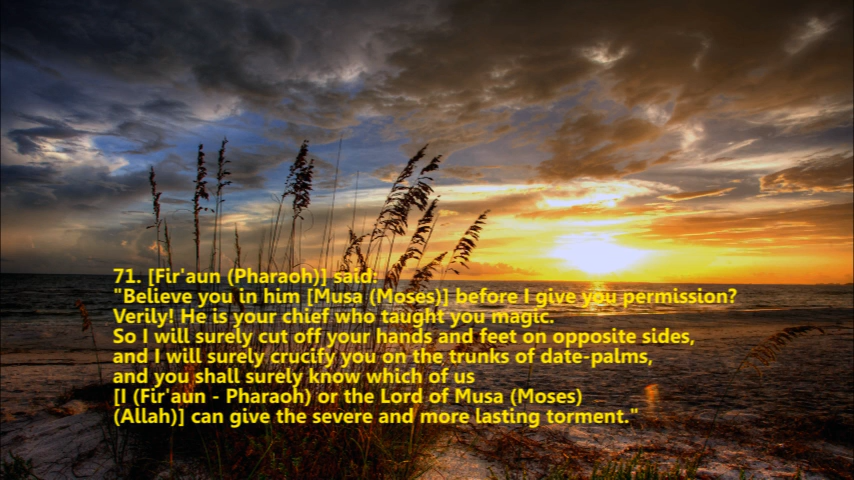 71. [Fir'aun (Pharaoh)] said:
"Believe you in him [Musa (Moses)] before I give you permission?
Verily! He is your chief who taught you magic.
So I will surely cut off your hands and feet on opposite sides,
and I will surely crucify you on the trunks of date-palms,
and you shall surely know which of us
[I (Fir'aun - Pharaoh) or the Lord of Musa (Moses)
(Allah)] can give the severe and more lasting torment."